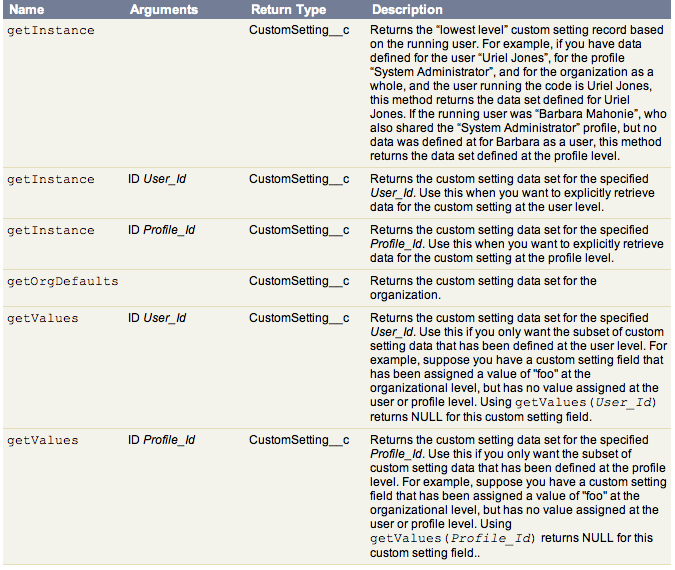 Name Arguments Return Type Description
getInstance CustomSetting__c Returns the “lowest level” custom setting record based
on the running user. For example, if you have data
defined for the user “Uriel Jones”, for the profile
“System Administrator”, and for the organization as a
whole, and the user running the code is Uriel Jones,
this method returns the data set defined for Uriel
Jones. If the running user was “Barbara Mahonie”, who
also shared the “System Administrator” profile, but no
data was defined at for Barbara as a user, this method
returns the data set defined at the profile level.
getInstance ID User_Id CustomSetting__c Returns the custom setting data set for the specified
User_Id. Use this when you want to explicitly retrieve
data for the custom setting at the user level.
getInstance ID Profile_Id CustomSetting__c Returns the custom setting data set for the specified
Profile_Id. Use this when you want to explicitly retrieve
data for the custom setting at the profile level.
getOrgDefaults CustomSetting__c Returns the custom setting data set for the
organization.
getValues ID User_Id CustomSetting__c Returns the custom setting data set for the specified
User_Id. Use this if you only want the subset of custom
setting data that has been defined at the user level. For
example, suppose you have a custom setting field that
has been assigned a value of "foo" at the
organizational level, but has no value assigned at the
user or profile level. Using getValues(User_Id)
returns NULL for this custom setting field.
getValues ID Profile_Id CustomSetting__c Returns the custom setting data set for the specified
Profile_Id. Use this if you only want the subset of
custom setting data that has been defined at the profile
level. For example, suppose you have a custom setting
field that has been assigned a value of "foo" at the
organizational level, but has no value assigned at the
user or profile level. Using
getValues(Profile_Id) returns NULL for this
custom setting field..